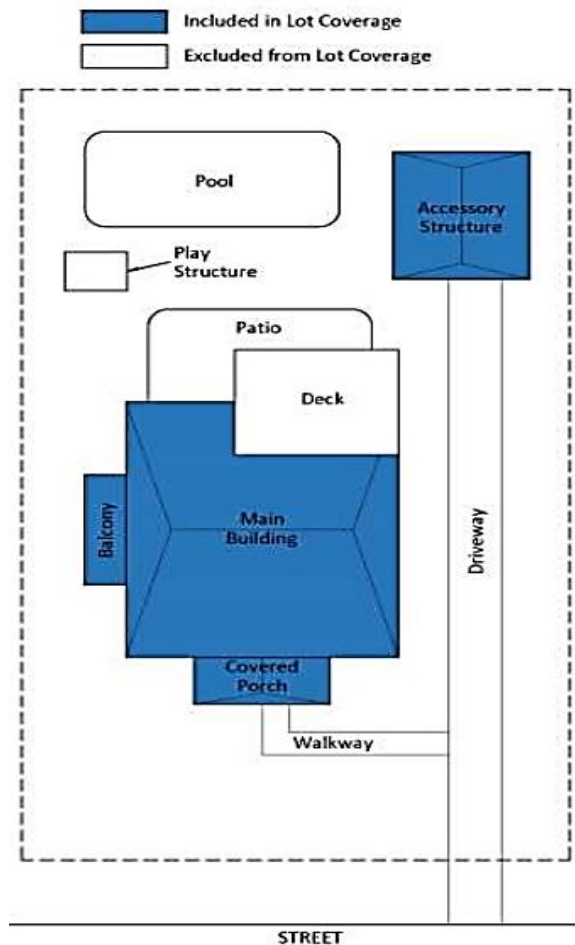 Included in Lot Coverage
Excluded from Lot Coverage
Pool
Accessory
Structure
Play
Structure
Patio
Deck
Balcony
Main
Building
Driveway
Covered
Porch
Walkway
STREET